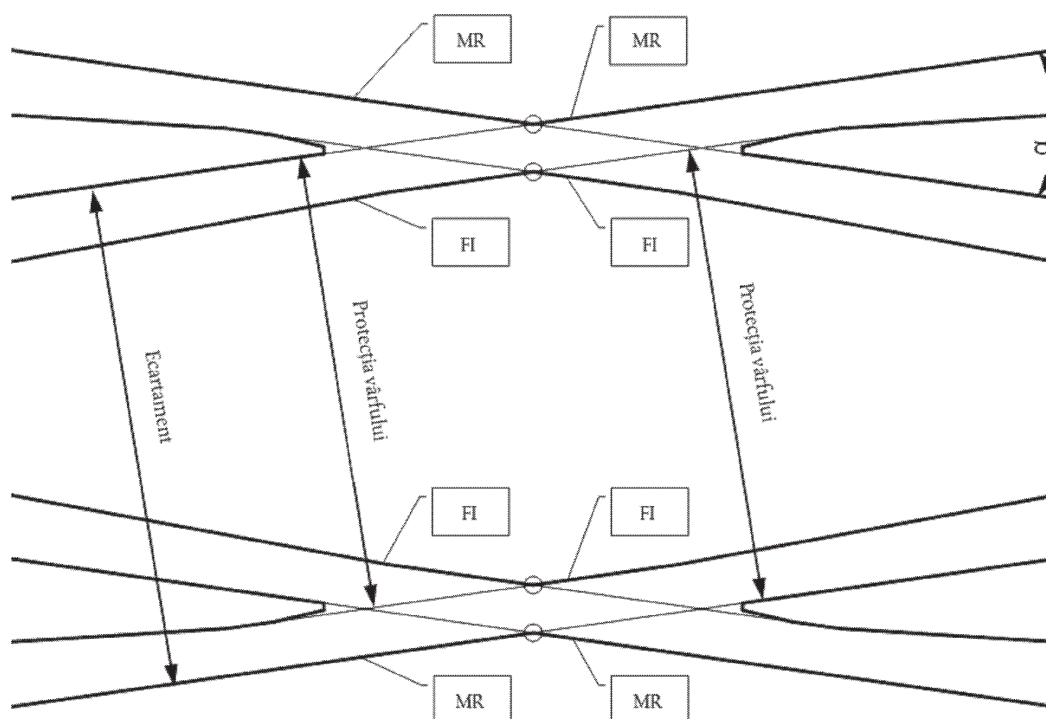 MR
MR
α
FI
FI
Ecartament
Protecția vârfului
Protecția vârfului
FI
FI
MR
MR